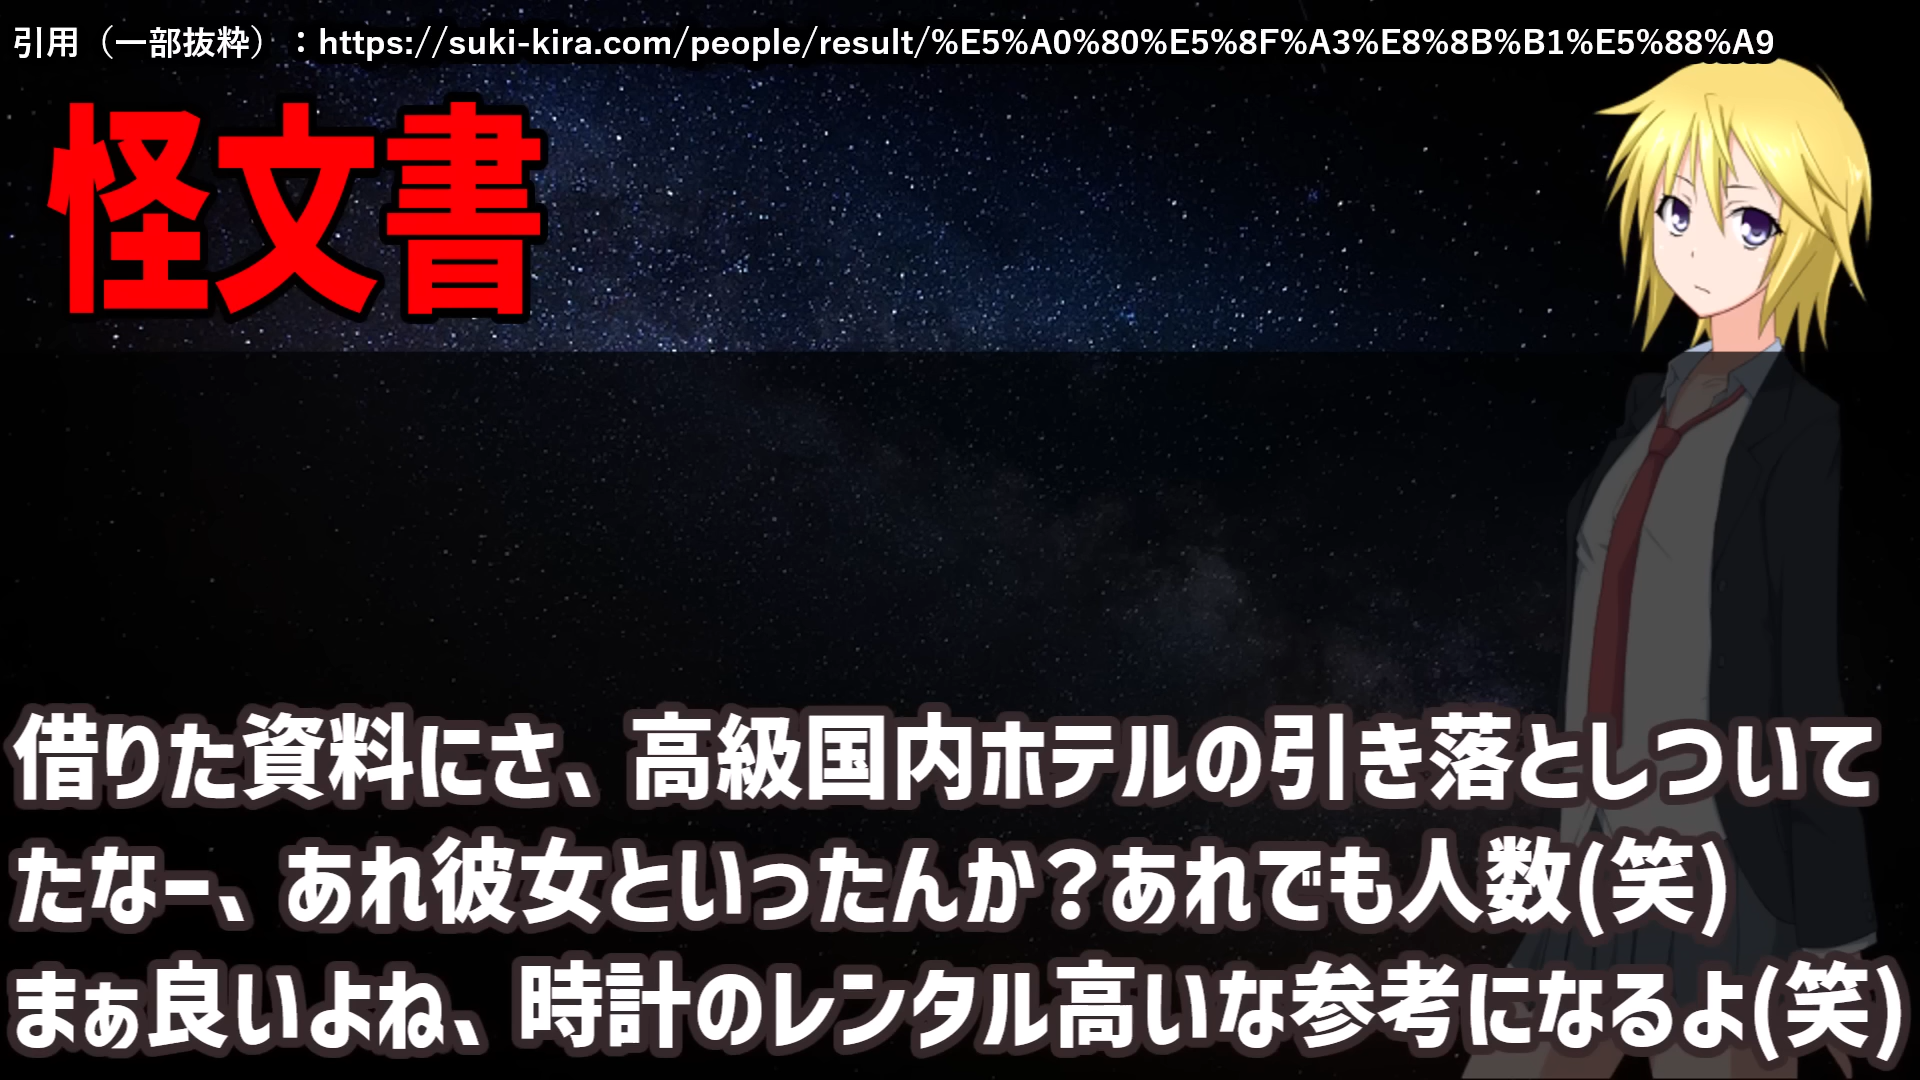 引用（一部抜粋）：https://suki-kira.com/people/result/%E5%A0%80%E5%8F%A3%E8%8B%B1%E5%88%A9
怪文書
借りた資料にさ、高級国内ホテルの引き落としついて
たなー、あれ彼女といったんか？あれでも人数(笑)
まぁ良いよね、時計のレンタル高いな参考になるよ(笑)